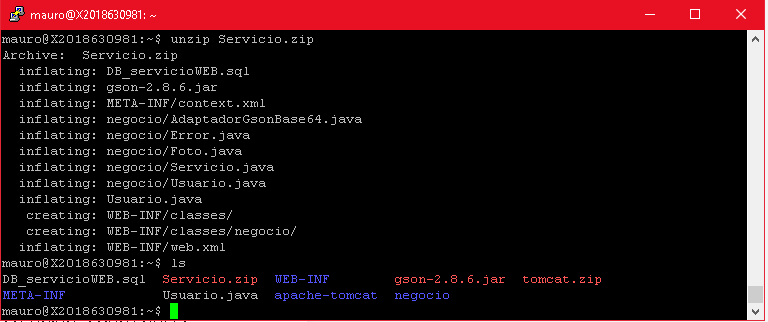 mauro@X2018630981: ~
mauro@X2018630981:~$ unzip Servicio.zip
Archive:  Servicio.zip
  inflating: DB_servicioWEB.sql
  inflating: gson-2.8.6.jar
  inflating: META-INF/context.xml
  inflating: negocio/AdaptadorGsonBase64.java
  inflating: negocio/Error.java
  inflating: negocio/Foto.java
  inflating: negocio/Servicio.java
  inflating: negocio/Usuario.java
  inflating: Usuario.java
   creating: WEB-INF/classes/
   creating: WEB-INF/classes/negocio/
  inflating: WEB-INF/web.xml
mauro@X2018630981:~$ ls
DB_servicioWEB.sql  Servicio.zip  WEB-INF        gson-2.8.6.jar  tomcat.zip
META-INF            Usuario.java  apache-tomcat  negocio
mauro@X2018630981:~$